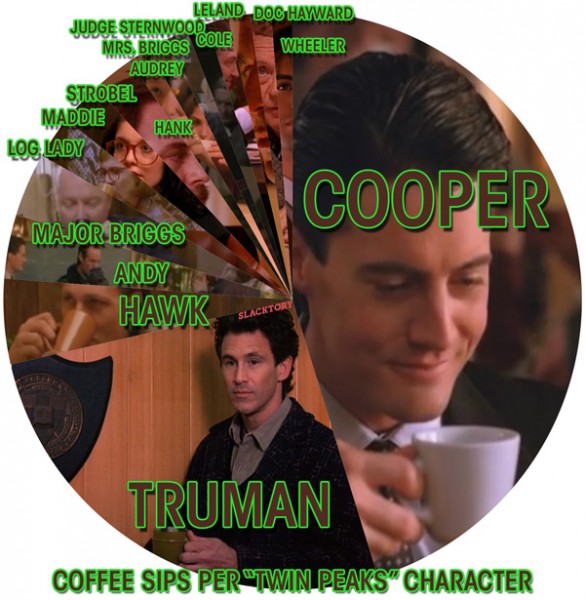 LELAND
DOC HAYWARD
JUDGE STERNWOOD
COLE
MRS. BRIGGS
WHEELER
AUDREY
STROBEL
MADDIE
HANK
LOG LADY
COOPER
MAJOR BRIGGS
ANDY
HAWK
SLACKTORY
TRUMAN
COFFEE SIPS PER "TWIN PEAKS" CHARACTER